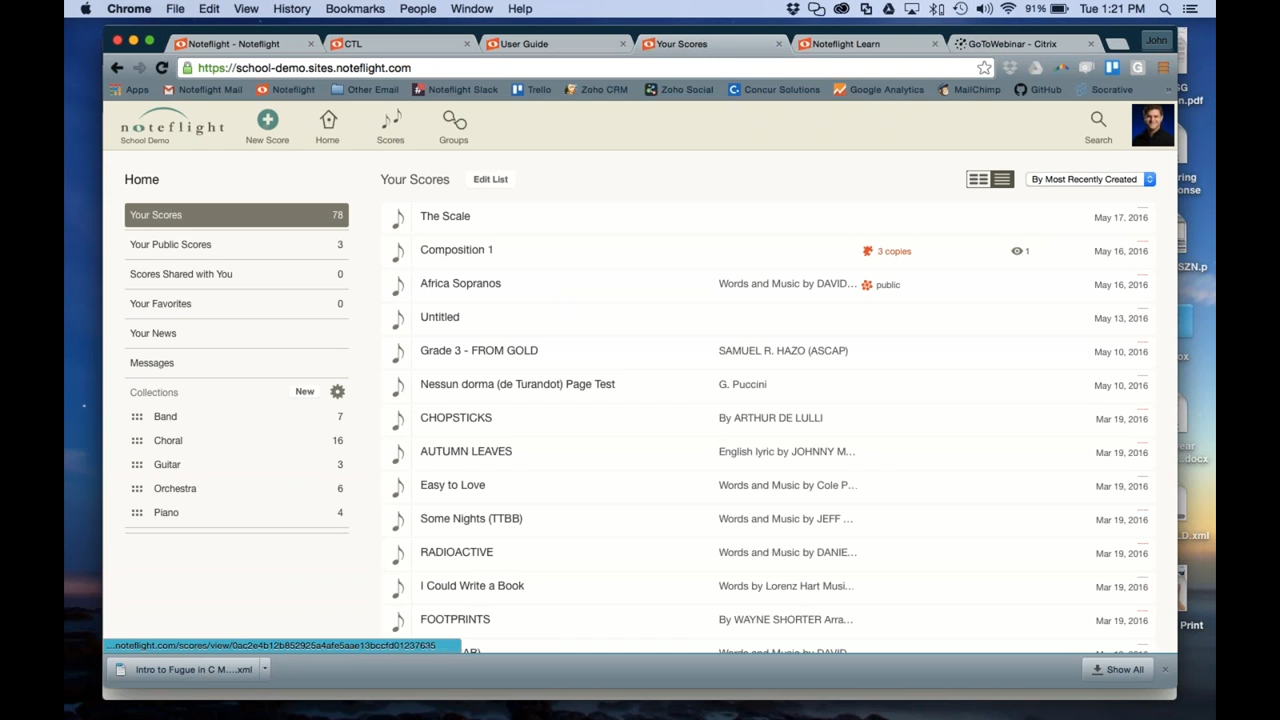 Chrome File Edit View History Bookmarks People Window Help 91% Tue 1:21 PM
Noteflight - Noteflight CTL User Guide Your Scores Noteflight Learn GoToWebinar - Citrix John
https://school-demo.sites.noteflight.com
Apps Noteflight Mail Noteflight Other Email Noteflight Slack Trello Zoho CRM Zoho Social Concur Solutions Google Analytics MailChimp GitHub Socrative »
noteflight
School Demo
New Score Home Scores Groups Search
Home
Your Scores 78
Your Public Scores 3
Scores Shared with You 0
Your Favorites 0
Your News
Messages
Collections New
Band 7
Choral 16
Guitar 3
Orchestra 6
Piano 4
Your Scores Edit List By Most Recently Created
The Scale May 17, 2016
Composition 1 3 copies 1 May 16, 2016
Africa Sopranos Words and Music by DAVID... public May 16, 2016
Untitled May 13, 2016
Grade 3 - FROM GOLD SAMUEL R. HAZO (ASCAP) May 10, 2016
Nessun dorma (de Turandot) Page Test G. Puccini May 10, 2016
CHOPSTICKS By ARTHUR DE LULLI Mar 19, 2016
AUTUMN LEAVES English lyric by JOHNNY M... Mar 19, 2016
Easy to Love Words and Music by Cole P... Mar 19, 2016
Some Nights (TTBB) Words and Music by JEFF ... Mar 19, 2016
RADIOACTIVE Words and Music by DANIE... Mar 19, 2016
I Could Write a Book Words by Lorenz Hart Musi... Mar 19, 2016
FOOTPRINTS By WAYNE SHORTER Arra... Mar 19, 2016
...noteflight.com/scores/view/0ac2e4b12b852925a4afe5aae13bccfd01237635
Intro to Fugue in C M....xml Show All
n.pdf
ring
onse
SZN.p
ox
ear
..docx
.D.xml
Print